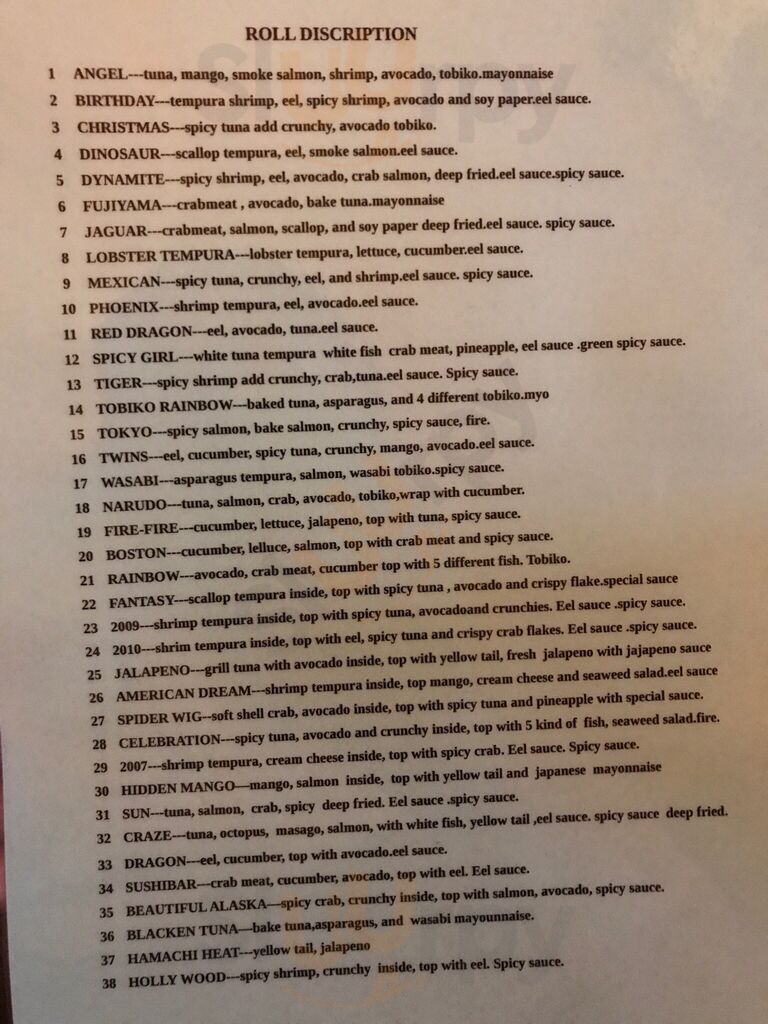 ROLL DISCRIPTION
1 ANGEL---tuna, mango, smoke salmon, shrimp, avocado, tobiko.mayonnaise
2 BIRTHDAY---tempura shrimp, eel, spicy shrimp, avocado and soy paper.eel sauce.
3 CHRISTMAS---spicy tuna add crunchy, avocado tobiko.
4 DINOSAUR---scallop tempura, eel, smoke salmon.eel sauce.
5 DYNAMITE---spicy shrimp, eel, avocado, crab salmon, deep fried.eel sauce.spicy sauce.
6 FUJIYAMA---crabmeat , avocado, bake tuna.mayonnaise
7 JAGUAR---crabmeat, salmon, scallop, and soy paper deep fried.eel sauce. spicy sauce.
8 LOBSTER TEMPURA---lobster tempura, lettuce, cucumber.eel sauce.
9 MEXICAN---spicy tuna, crunchy, eel, and shrimp.eel sauce. spicy sauce.
10 PHOENIX---shrimp tempura, eel, avocado.eel sauce.
11 RED DRAGON---eel, avocado, tuna.eel sauce.
12 SPICY GIRL---white tuna tempura white fish crab meat, pineapple, eel sauce .green spicy sauce.
13 TIGER---spicy shrimp add crunchy, crab,tuna.eel sauce. Spicy sauce.
14 TOBIKO RAINBOW---baked tuna, asparagus, and 4 different tobiko.myo
15 TOKYO---spicy salmon, bake salmon, crunchy, spicy sauce, fire.
16 TWINS---eel, cucumber, spicy tuna, crunchy, mango, avocado.eel sauce.
17 WASABI---asparagus tempura, salmon, wasabi tobiko.spicy sauce.
18 NARUDO---tuna, salmon, crab, avocado, tobiko,wrap with cucumber.
19 FIRE-FIRE---cucumber, lettuce, jalapeno, top with tuna, spicy sauce.
20 BOSTON---cucumber, lelluce, salmon, top with crab meat and spicy sauce.
21 RAINBOW---avocado, crab meat, cucumber top with 5 different fish. Tobiko.
22 FANTASY---scallop tempura inside, top with spicy tuna , avocado and crispy flake.special sauce
23 2009---shrimp tempura inside, top with spicy tuna, avocadoand crunchies. Eel sauce .spicy sauce.
24 2010---shrim tempura inside, top with eel, spicy tuna and crispy crab flakes. Eel sauce .spicy sauce.
25 JALAPENO---grill tuna with avocado inside, top with yellow tail, fresh jalapeno with jajapeno sauce
26 AMERICAN DREAM---shrimp tempura inside, top mango, cream cheese and seaweed salad.eel sauce
27 SPIDER WIG--soft shell crab, avocado inside, top with spicy tuna and pineapple with special sauce.
28 CELEBRATION---spicy tuna, avocado and crunchy inside, top with 5 kind of fish, seaweed salad.fire.
29 2007---shrimp tempura, cream cheese inside, top with spicy crab. Eel sauce. Spicy sauce.
30 HIDDEN MANGO—mango, salmon inside, top with yellow tail and japanese mayonnaise
31 SUN---tuna, salmon, crab, spicy deep fried. Eel sauce .spicy sauce.
32 CRAZE---tuna, octopus, masago, salmon, with white fish, yellow tail ,eel sauce. spicy sauce deep fried.
33 DRAGON---eel, cucumber, top with avocado.eel sauce.
34 SUSHIBAR---crab meat, cucumber, avocado, top with eel. Eel sauce.
35 BEAUTIFUL ALASKA---spicy crab, crunchy inside, top with salmon, avocado, spicy sauce.
36 BLACKEN TUNA---bake tuna,asparagus, and wasabi mayounnaise.
37 HAMACHI HEAT---yellow tail, jalapeno
38 HOLLY WOOD---spicy shrimp, crunchy inside, top with eel. Spicy sauce.